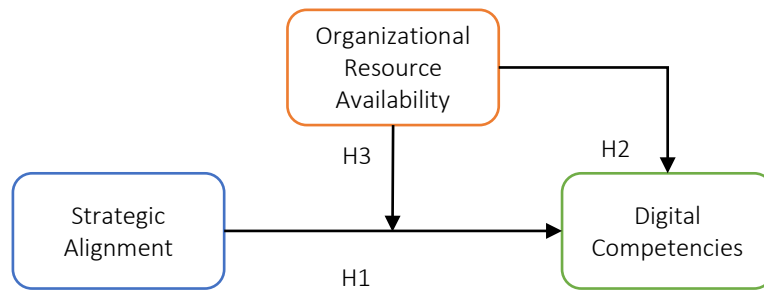 Organizational
Resource
Availability
H3
H2
Strategic
Alignment
Digital
Competencies
H1